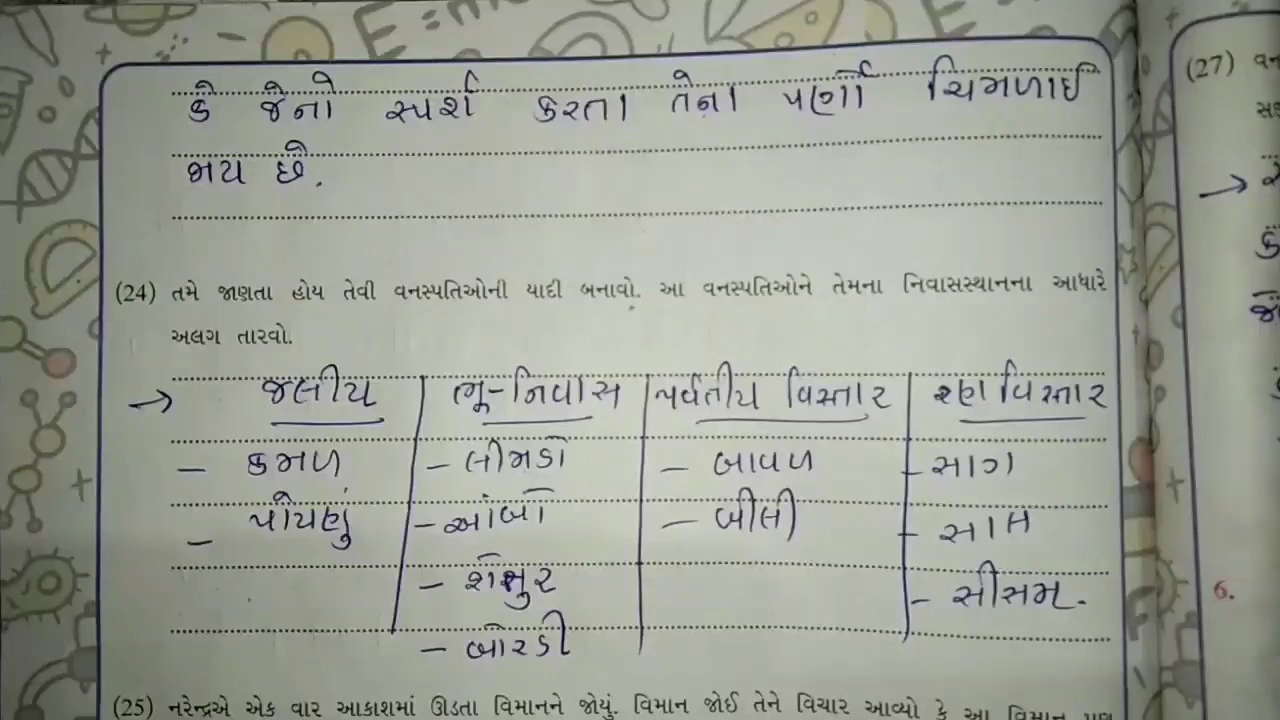 કે જેનો સ્પર્શ કરતા તેના પર્ણો ચિમળાઈ
જાય છે.
(24) તમે જાણતા હોય તેવી વનસ્પતિઓની યાદી બનાવો. આ વનસ્પતિઓને તેમના નિવાસસ્થાનના આધારે
અલગ તારવો.
→ જલીય ભૂ-નિવાસ પર્વતીય વિસ્તાર રણ વિસ્તાર
- કમળ - લીમડો - બાવળ - સાગ
- પોયણું - આંબો - બીલી - સાલ
- શેતુર - સીસમ.
- બોરડી
(25) નરેન્દ્રએ એક વાર આકાશમાં ઊડતા વિમાનને જોયું. વિમાન જોઈ તેને વિચાર આવ્યો કે આ વિમાન પણ
(27)
→
6.